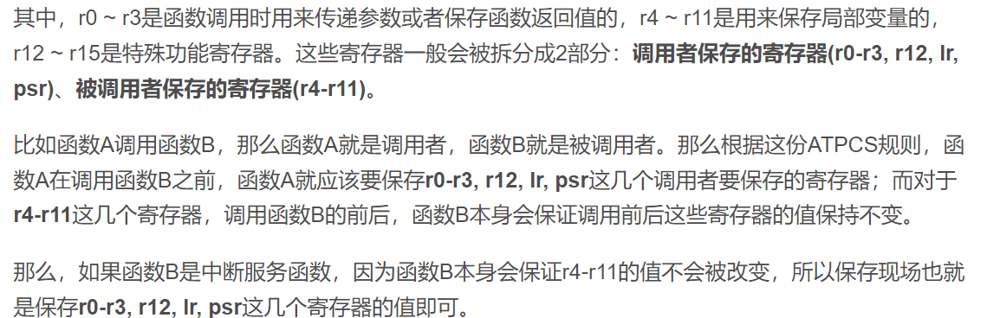 其中，r0 ~ r3是函数调用时用来传递参数或者保存函数返回值的，r4 ~ r11是用来保存局部变量的，
r12 ~ r15是特殊功能寄存器。这些寄存器一般会被拆分成2部分：调用者保存的寄存器(r0-r3, r12, lr,
psr)、被调用者保存的寄存器(r4-r11)。
比如函数A调用函数B，那么函数A就是调用者，函数B就是被调用者。那么根据这份ATPCS规则，函
数A在调用函数B之前，函数A就应该要保存r0-r3, r12, lr, psr这几个调用者要保存的寄存器；而对于
r4-r11这几个寄存器，调用函数B的前后，函数B本身会保证调用前后这些寄存器的值保持不变。
那么，如果函数B是中断服务函数，因为函数B本身会保证r4-r11的值不会被改变，所以保存现场也就
是保存r0-r3, r12, lr, psr这几个寄存器的值即可。